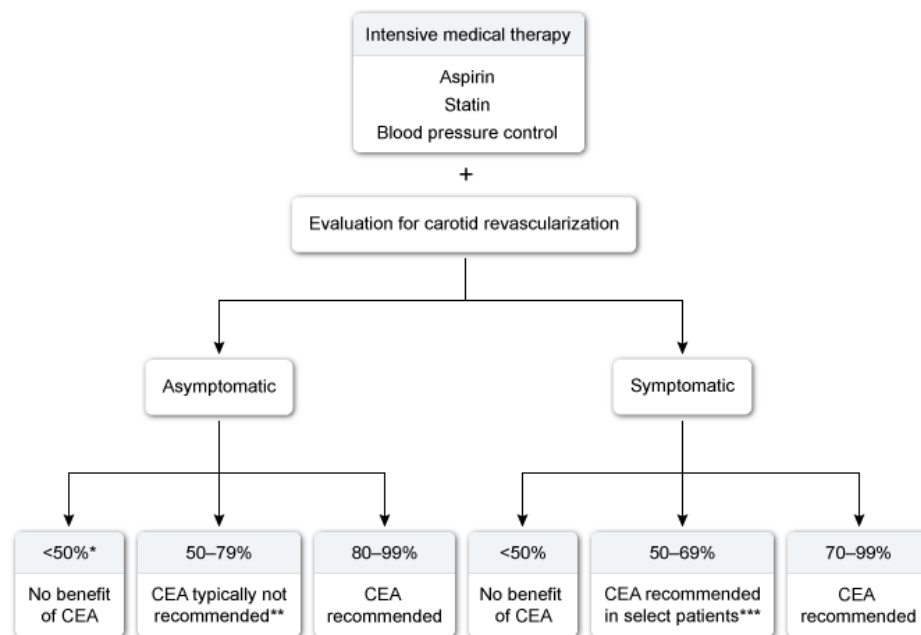 Intensive medical therapy
Aspirin
Statin
Blood pressure control
+
Evaluation for carotid revascularization
Asymptomatic
Symptomatic
<50%*
No benefit
of CEA
50–79%
CEA typically not
recommended**
80–99%
CEA
recommended
<50%
No benefit
of CEA
50–69%
CEA recommended
in select patients***
70–99%
CEA
recommended